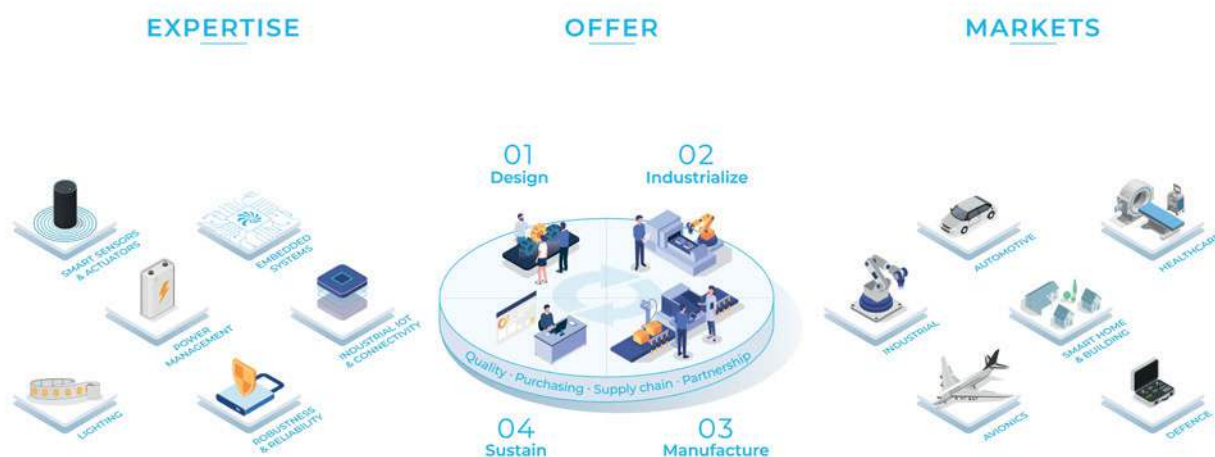 EXPERTISE
SMART SENSORS
& ACTUATORS
EMBEDDED
SYSTEMS
POWER
MANAGEMENT
INDUSTRIAL IOT
& CONNECTIVITY
LIGHTING
ROBUSTNESS
& RELIABILITY
OFFER
01
Design
02
Industrialize
Quality · Purchasing · Supply chain · Partnership
04
Sustain
03
Manufacture
MARKETS
AUTOMOTIVE
HEALTHCARE
INDUSTRIAL
SMART HOME
& BUILDING
AVIONICS
DEFENCE